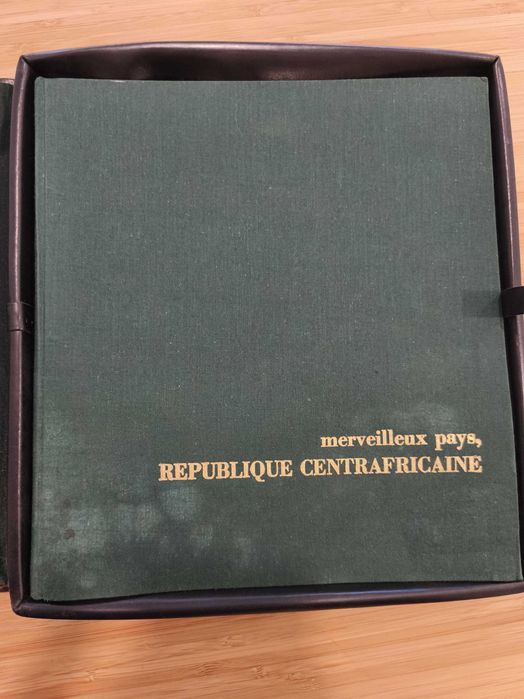 merveilleux pays,
REPUBLIQUE CENTRAFRICAINE